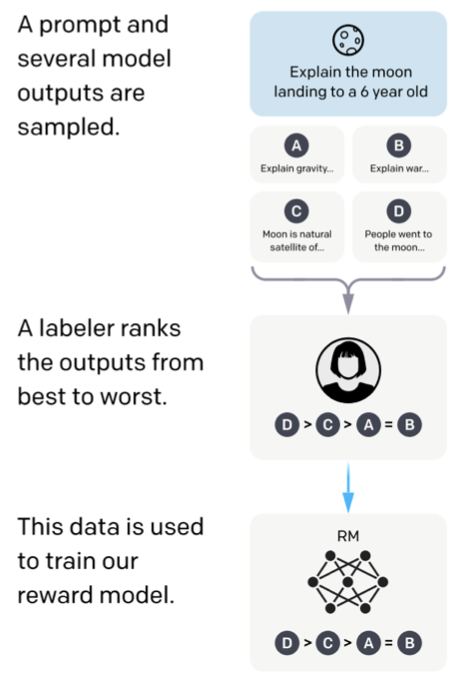 A prompt and
several model
outputs are
sampled.
Explain the moon
landing to a 6 year old
A
Explain gravity...
B
Explain war...
C
Moon is natural
satellite of...
D
People went to
the moon...
A labeler ranks
the outputs from
best to worst.
D > C > A = B
This data is used
to train our
reward model.
RM
D > C > A = B